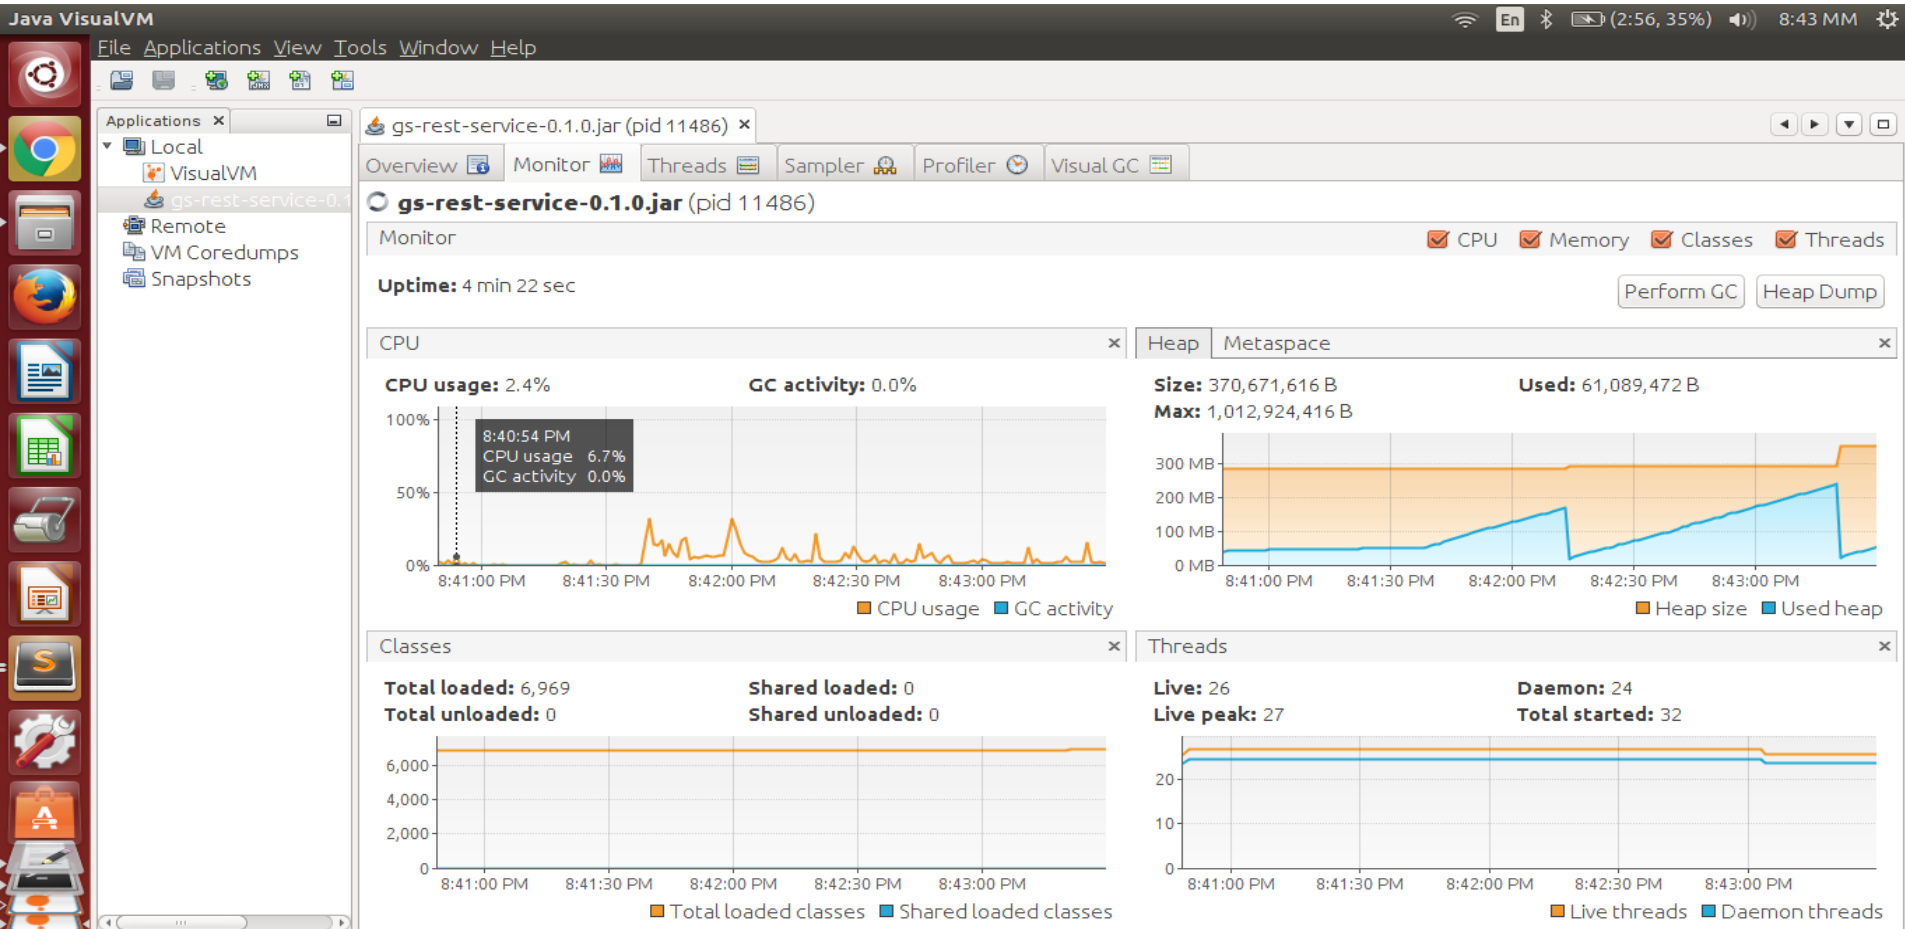 Java VisualVM
En (2:56, 35%) 8:43 MM
File Applications View Tools Window Help
Applications
Local
VisualVM
gs-rest-service-0.1
Remote
VM Coredumps
Snapshots
gs-rest-service-0.1.0.jar (pid 11486)
Overview Monitor Threads Sampler Profiler Visual GC
gs-rest-service-0.1.0.jar (pid 11486)
Monitor
CPU Memory Classes Threads
Uptime: 4 min 22 sec
Perform GC Heap Dump
CPU
CPU usage: 2.4% GC activity: 0.0%
100%
50%
0%
8:40:54 PM
CPU usage 6.7%
GC activity 0.0%
8:41:00 PM 8:41:30 PM 8:42:00 PM 8:42:30 PM 8:43:00 PM
CPU usage GC activity
Heap Metaspace
Size: 370,671,616 B Used: 61,089,472 B
Max: 1,012,924,416 B
300 MB
200 MB
100 MB
0 MB
8:41:00 PM 8:41:30 PM 8:42:00 PM 8:42:30 PM 8:43:00 PM
Heap size Used heap
Classes
Total loaded: 6,969 Shared loaded: 0
Total unloaded: 0 Shared unloaded: 0
6,000
4,000
2,000
0
8:41:00 PM 8:41:30 PM 8:42:00 PM 8:42:30 PM 8:43:00 PM
Total loaded classes Shared loaded classes
Threads
Live: 26 Daemon: 24
Live peak: 27 Total started: 32
20
10
0
8:41:00 PM 8:41:30 PM 8:42:00 PM 8:42:30 PM 8:43:00 PM
Live threads Daemon threads